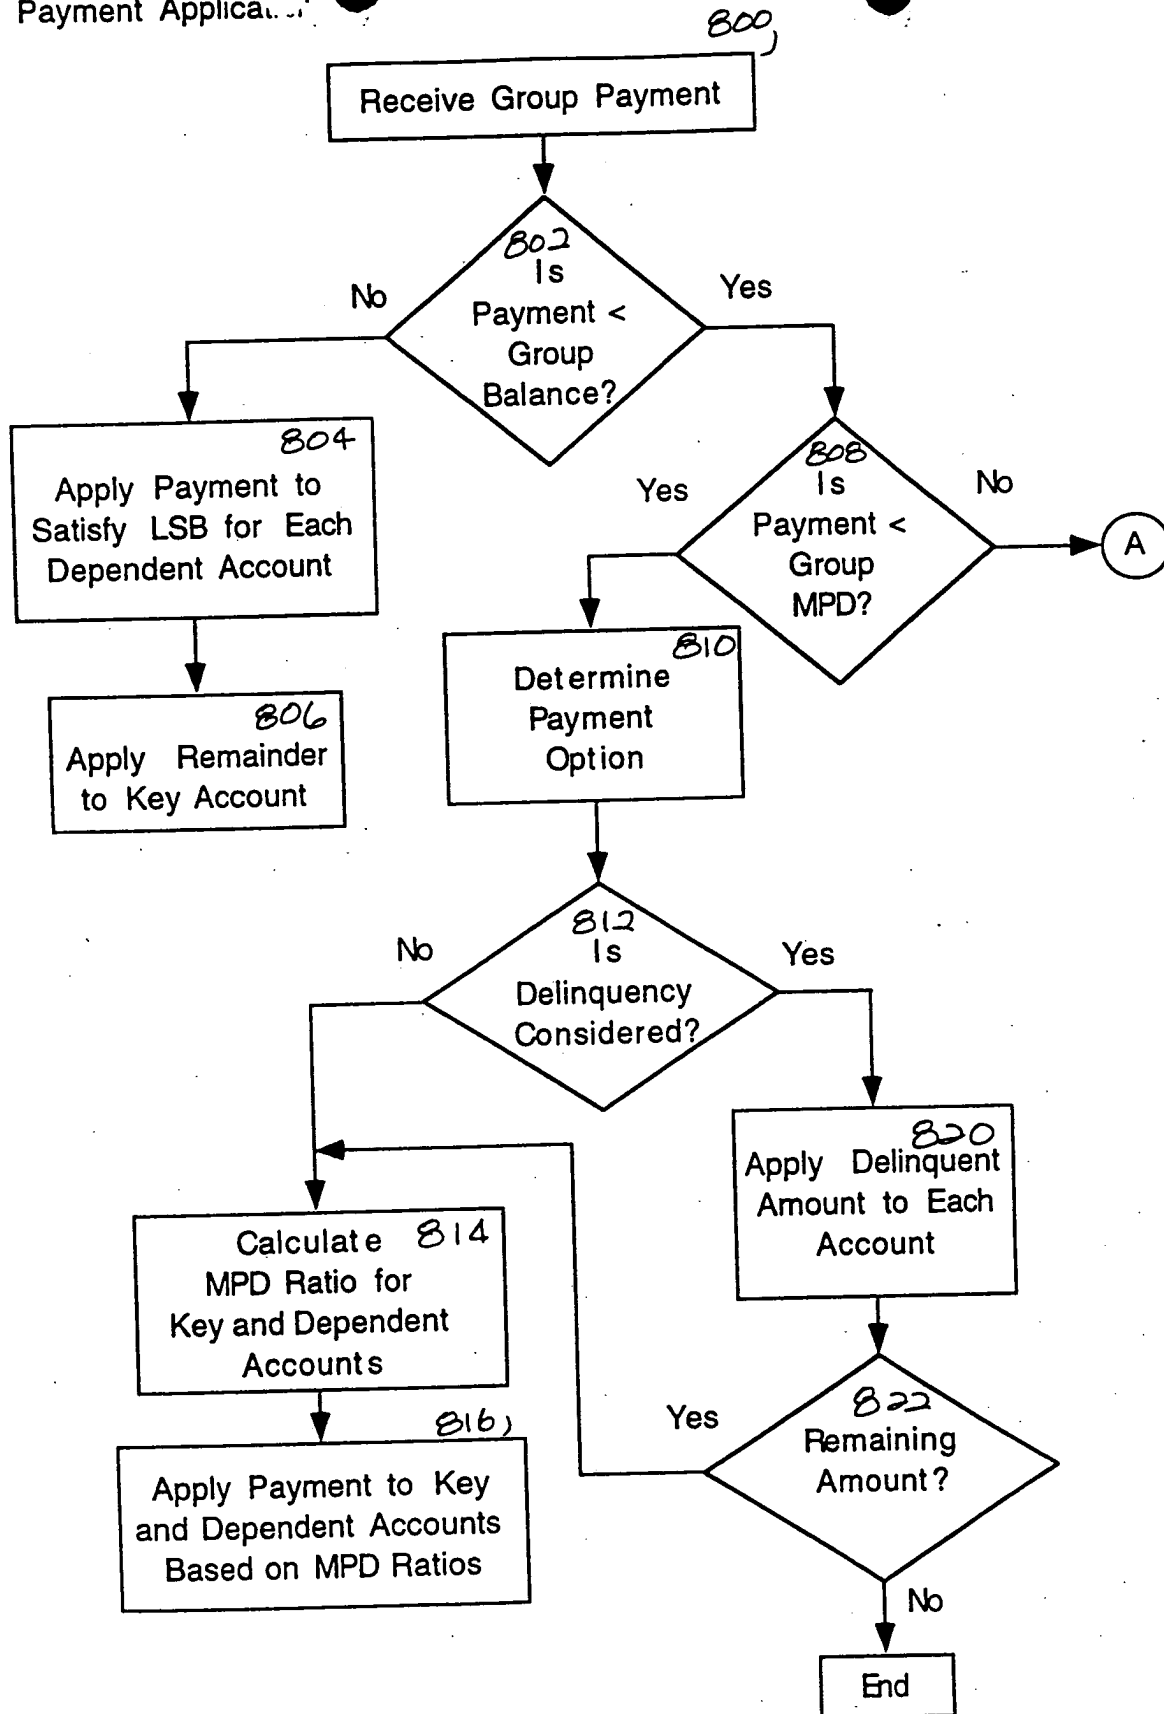 Payment
800
Receive Group Payment
802
Is
Payment <
Group
Balance?
No
Yes
804
Apply Payment to
Satisfy LSB for Each
Dependent Account
806
Apply Remainder
to Key Account
808
Is
Payment <
Group
MPD?
Yes
No
A
810
Determine
Payment
Option
812
Is
Delinquency
Considered?
No
Yes
820
Apply Delinquent
Amount to Each
Account
814
Calculate
MPD Ratio for
Key and Dependent
Accounts
816
Apply Payment to Key
and Dependent Accounts
Based on MPD Ratios
822
Remaining
Amount?
Yes
No
End